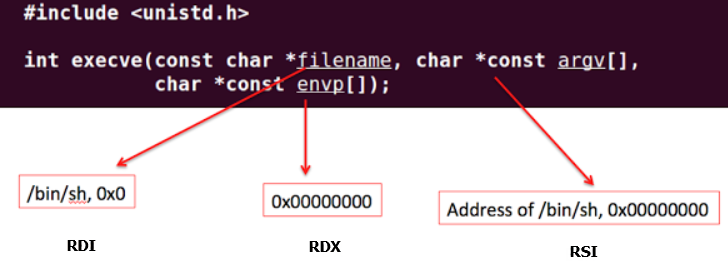 #include <unistd.h>
int execve(const char *filename, char *const argv[],
char *const envp[]);
/bin/sh, 0x0
0x00000000
Address of /bin/sh, 0x00000000
RDI
RDX
RSI